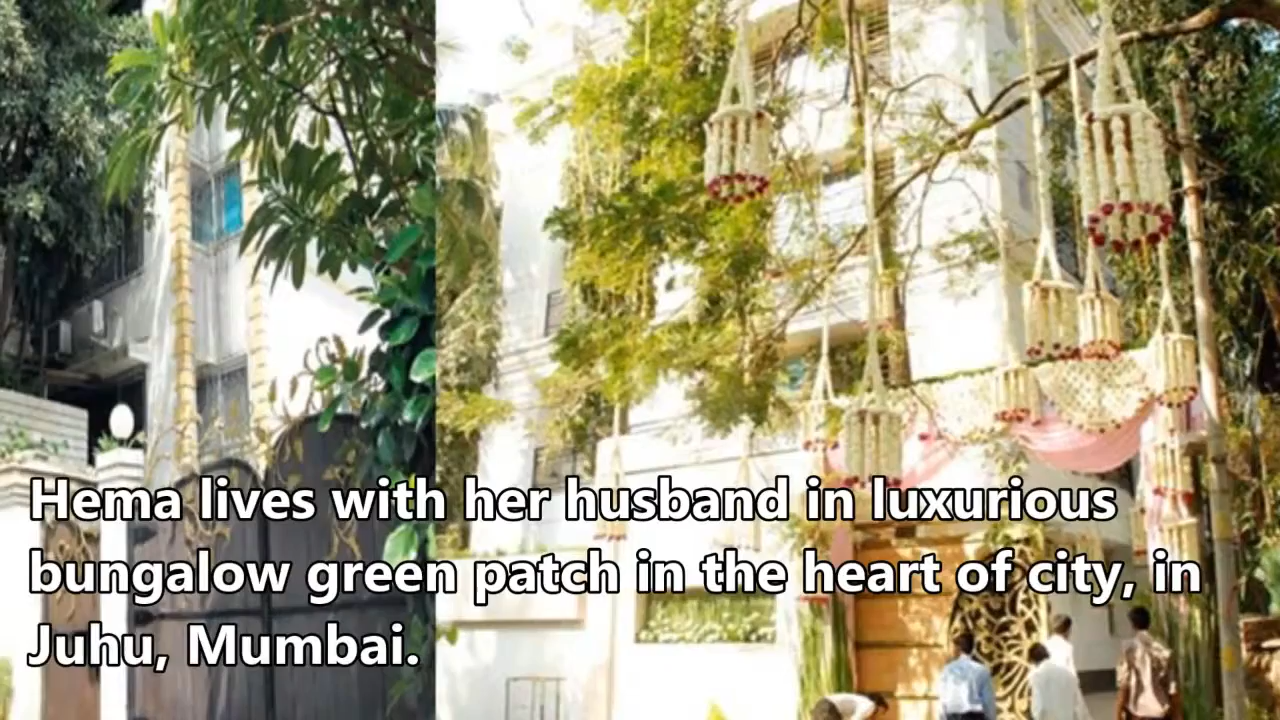 Hema lives with her husband in luxurious
bungalow green patch in the heart of city, in
Juhu, Mumbai.